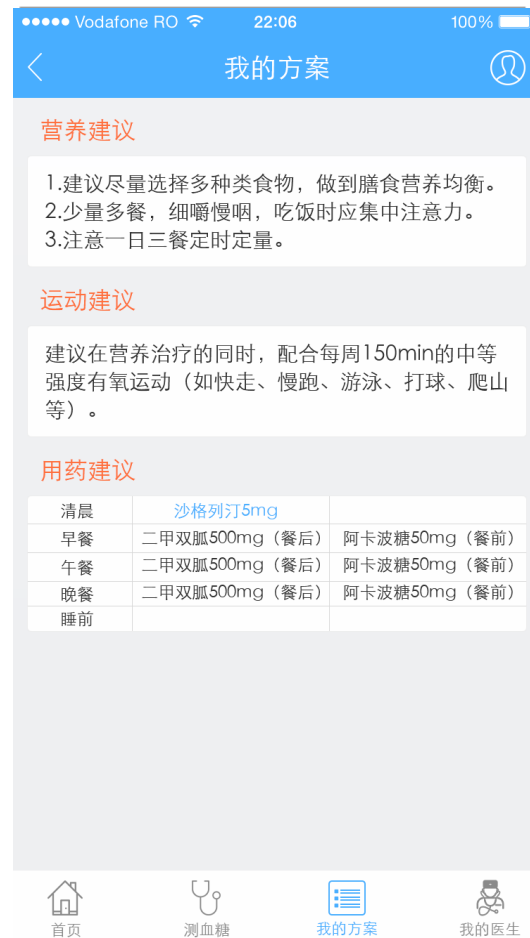 Vodafone RO 22:06 100%
我的方案
营养建议
1.建议尽量选择多种类食物，做到膳食营养均衡。
2.少量多餐，细嚼慢咽，吃饭时应集中注意力。
3.注意一日三餐定时定量。
运动建议
建议在营养治疗的同时，配合每周150min的中等
强度有氧运动（如快走、慢跑、游泳、打球、爬山
等）。
用药建议
清晨 沙格列汀5mg
早餐 二甲双胍500mg（餐后） 阿卡波糖50mg（餐前）
午餐 二甲双胍500mg（餐后） 阿卡波糖50mg（餐前）
晚餐 二甲双胍500mg（餐后） 阿卡波糖50mg（餐前）
睡前
首页 测血糖 我的方案 我的医生